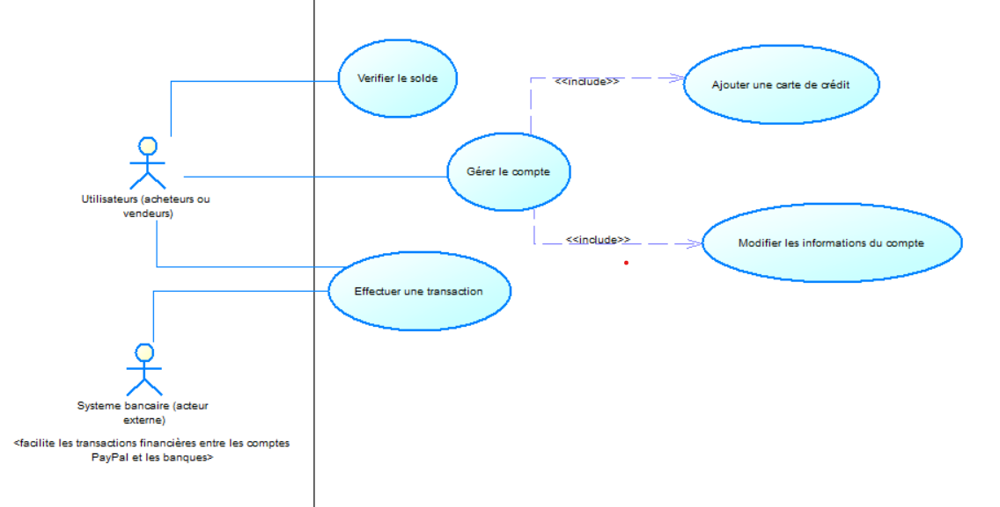 Verifier le solde
<<include>>
Ajouter une carte de crédit
Gérer le compte
Utilisateurs (acheteurs ou
vendeurs)
<<include>>
Modifier les informations du compte
Effectuer une transaction
Systeme bancaire (acteur
externe)
<facilite les transactions financières entre les comptes
PayPal et les banques>